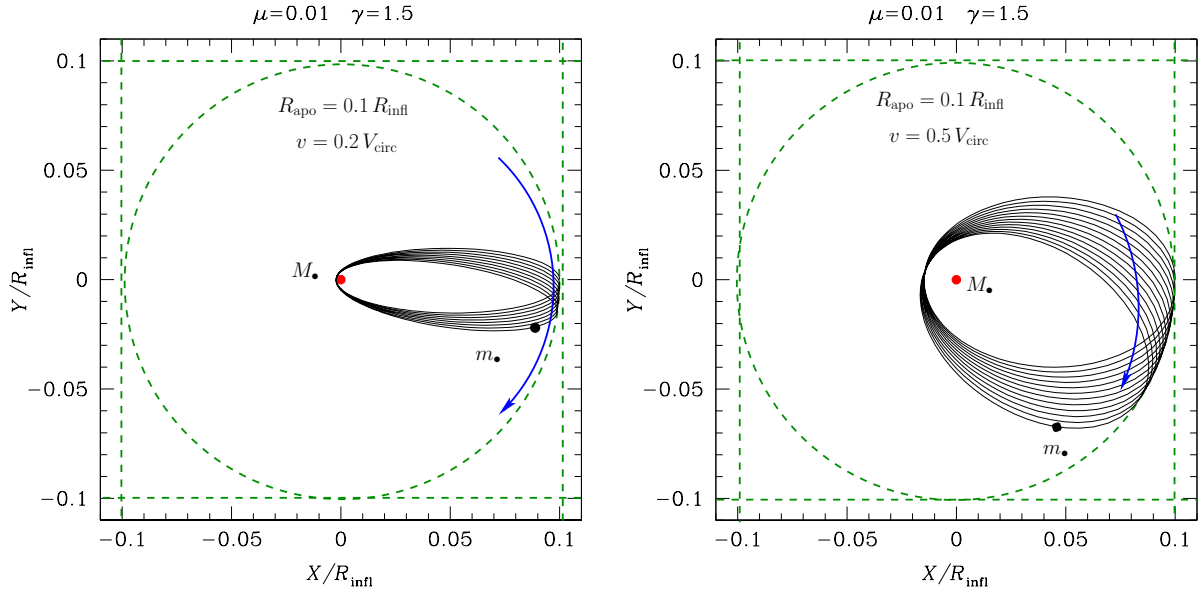 μ=0.01 γ=1.5
0.1
0.05
0
−0.05
−0.1
Y/R_infl
R_apo = 0.1 R_infl
v = 0.2 V_circ
M•
m•
−0.1 −0.05 0 0.05 0.1
X/R_infl
μ=0.01 γ=1.5
0.1
0.05
0
−0.05
−0.1
Y/R_infl
R_apo = 0.1 R_infl
v = 0.5 V_circ
M•
m•
−0.1 −0.05 0 0.05 0.1
X/R_infl